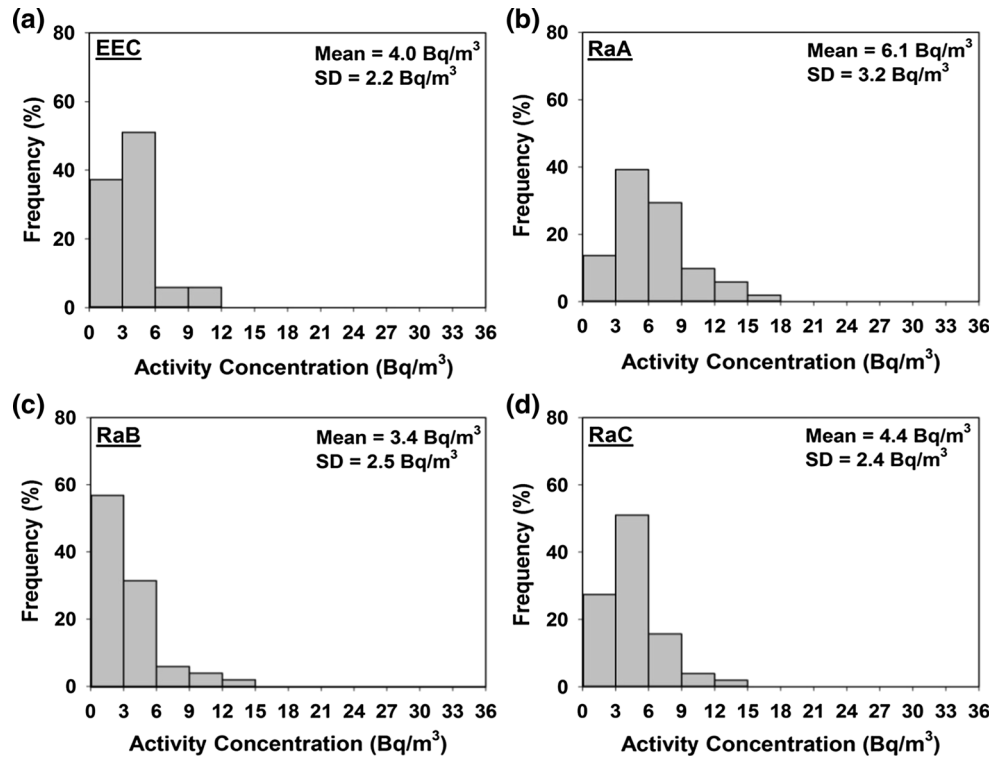 (a)
EEC
Mean = 4.0 Bq/m³
SD = 2.2 Bq/m³
Frequency (%)
80
60
40
20
0
0 3 6 9 12 15 18 21 24 27 30 33 36
Activity Concentration (Bq/m³)
(b)
RaA
Mean = 6.1 Bq/m³
SD = 3.2 Bq/m³
Frequency (%)
80
60
40
20
0
0 3 6 9 12 15 18 21 24 27 30 33 36
Activity Concentration (Bq/m³)
(c)
RaB
Mean = 3.4 Bq/m³
SD = 2.5 Bq/m³
Frequency (%)
80
60
40
20
0
0 3 6 9 12 15 18 21 24 27 30 33 36
Activity Concentration (Bq/m³)
(d)
RaC
Mean = 4.4 Bq/m³
SD = 2.4 Bq/m³
Frequency (%)
80
60
40
20
0
0 3 6 9 12 15 18 21 24 27 30 33 36
Activity Concentration (Bq/m³)